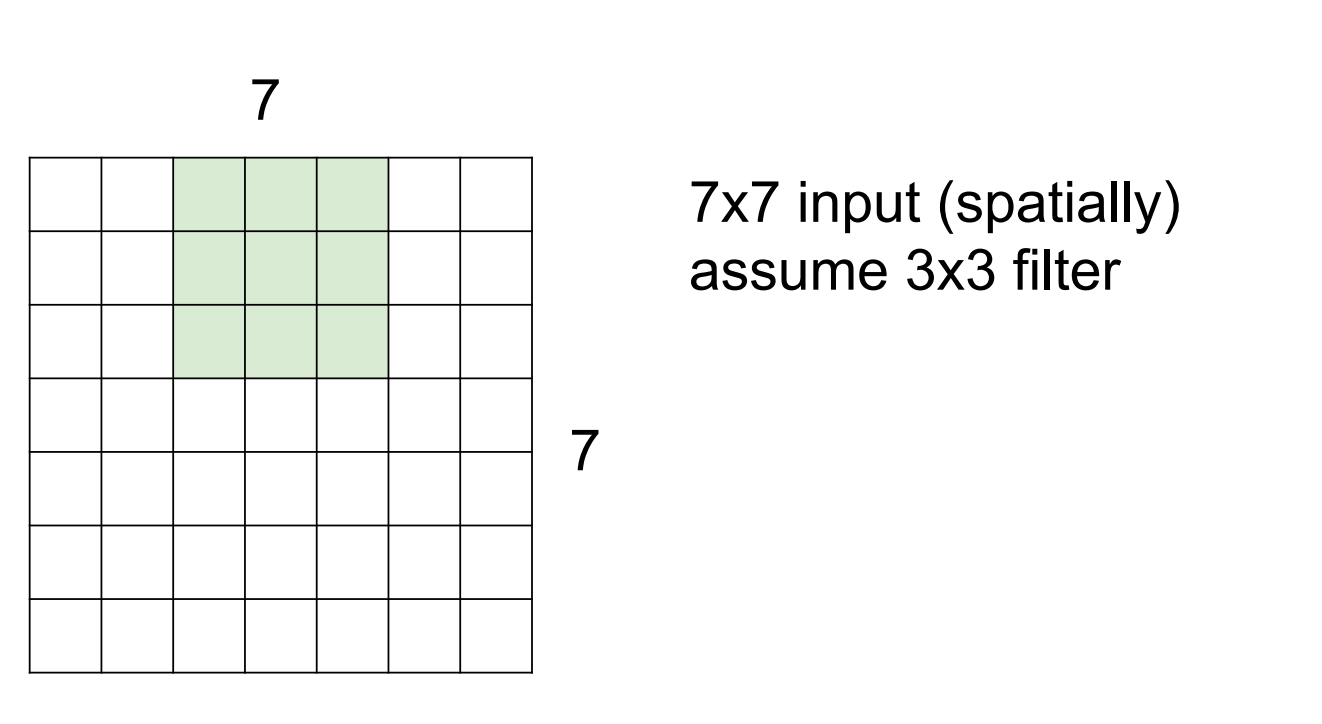 7
7x7 input (spatially)
assume 3x3 filter
7